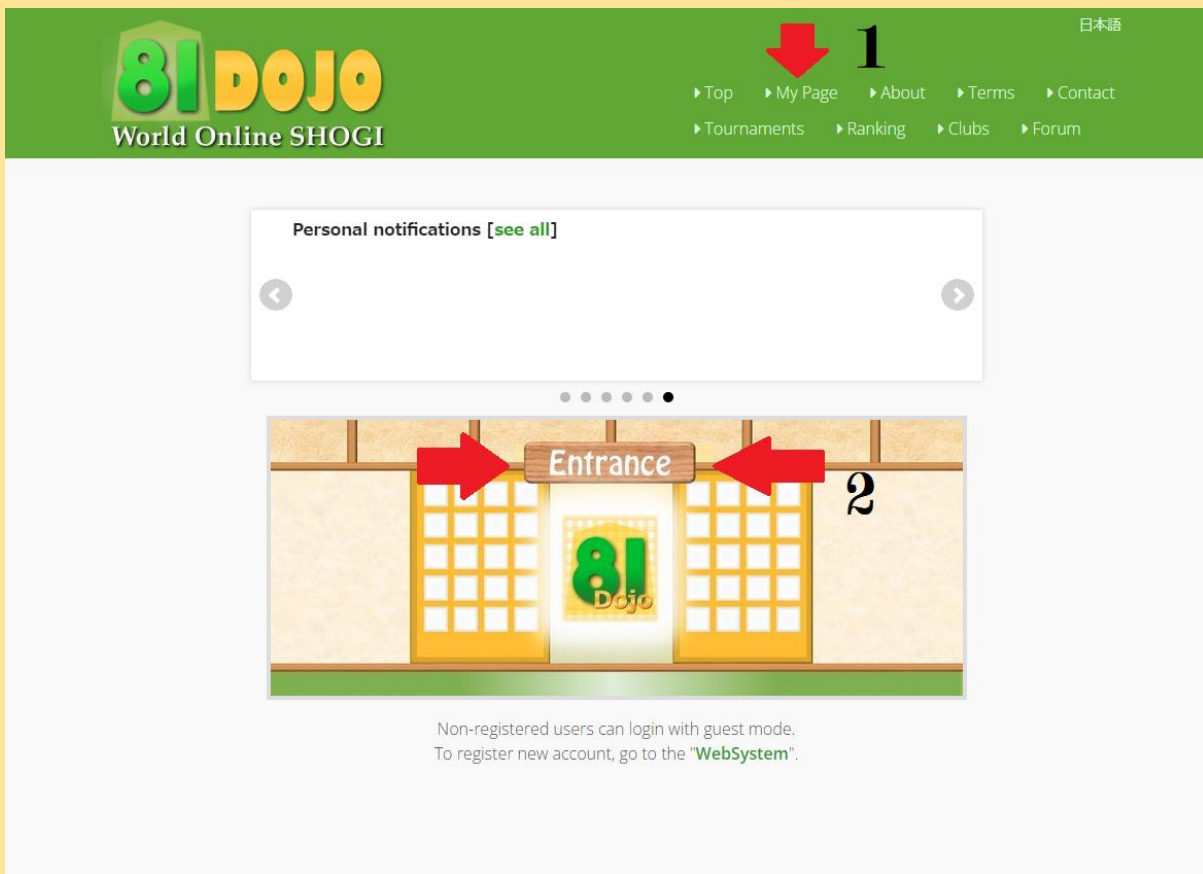 日本語
81 DOJO
World Online SHOGI
1
Top My Page About Terms Contact
Tournaments Ranking Clubs Forum
Personal notifications [see all]
Entrance
2
81
Dojo
Non-registered users can login with guest mode.
To register new account, go to the "WebSystem".